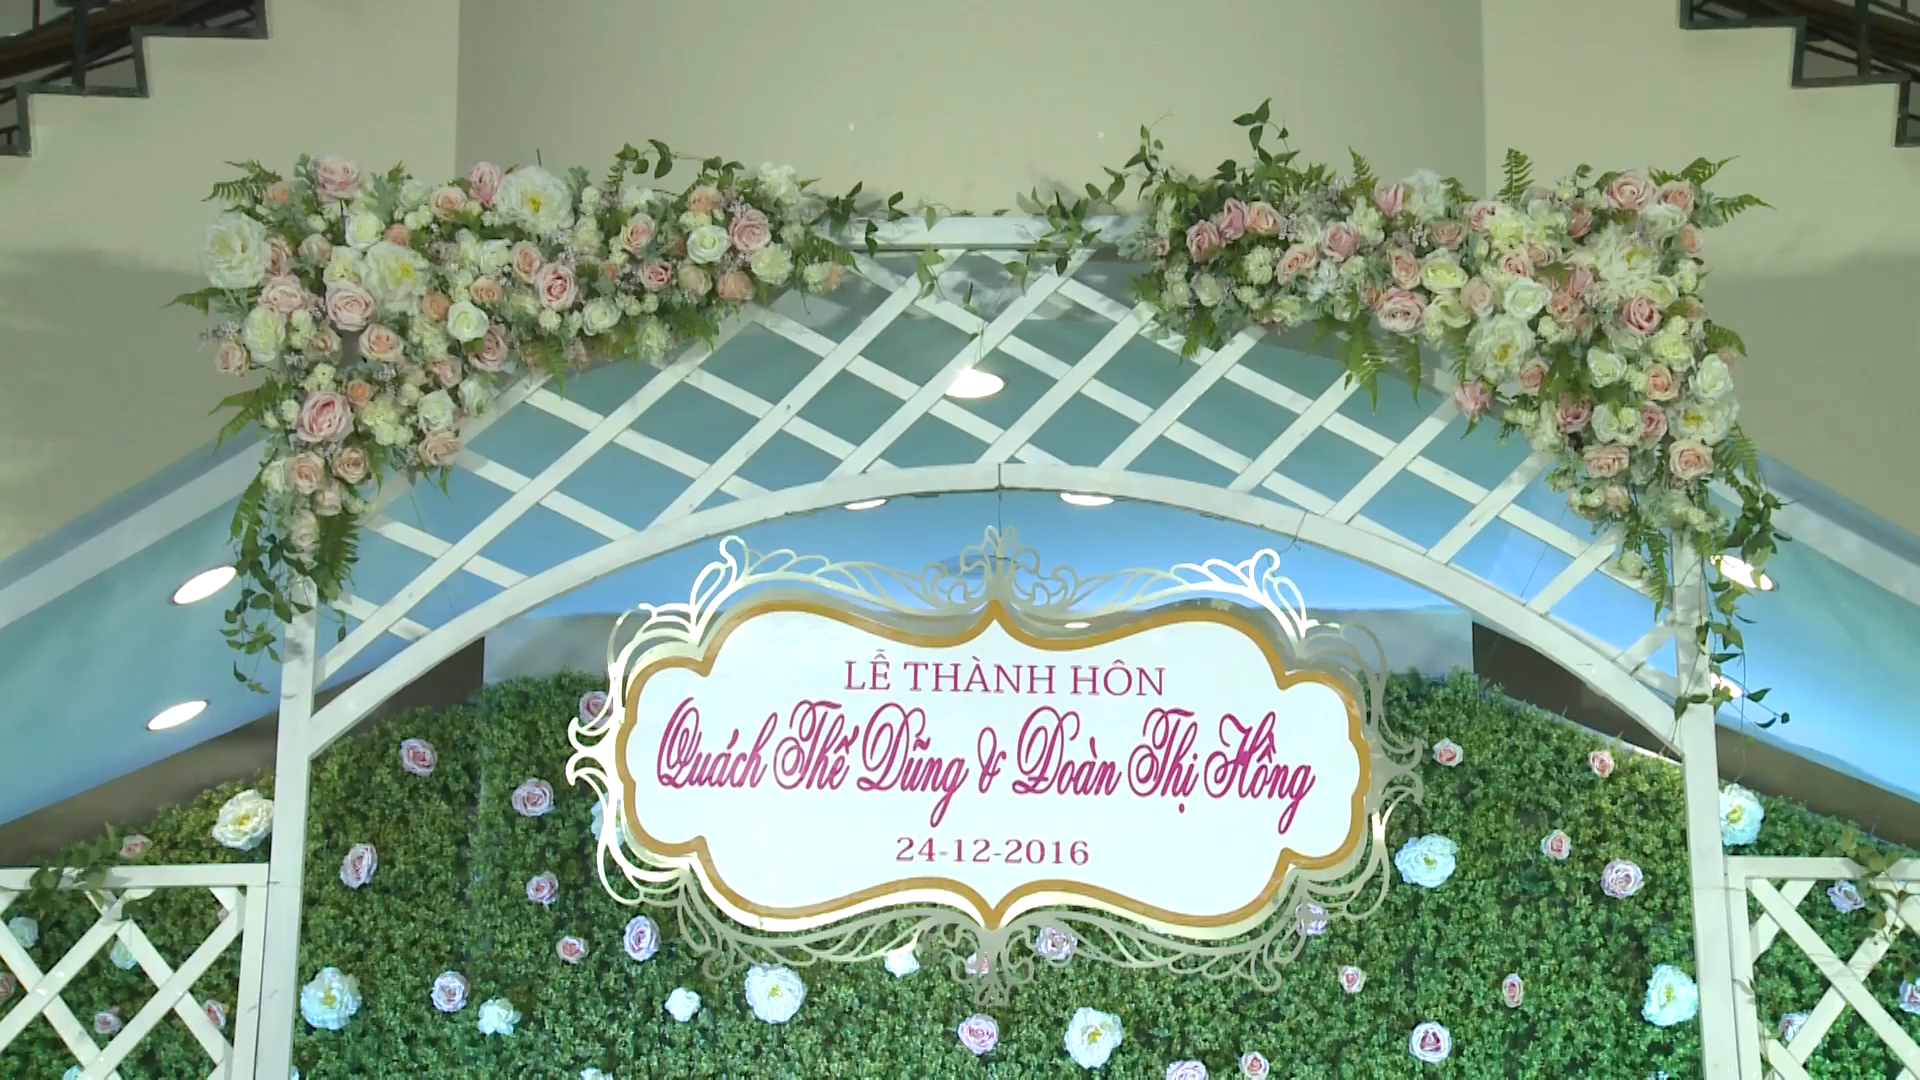 LỄ THÀNH HÔN
Quách Thế Dũng & Đoàn Thị Hồng
24-12-2016